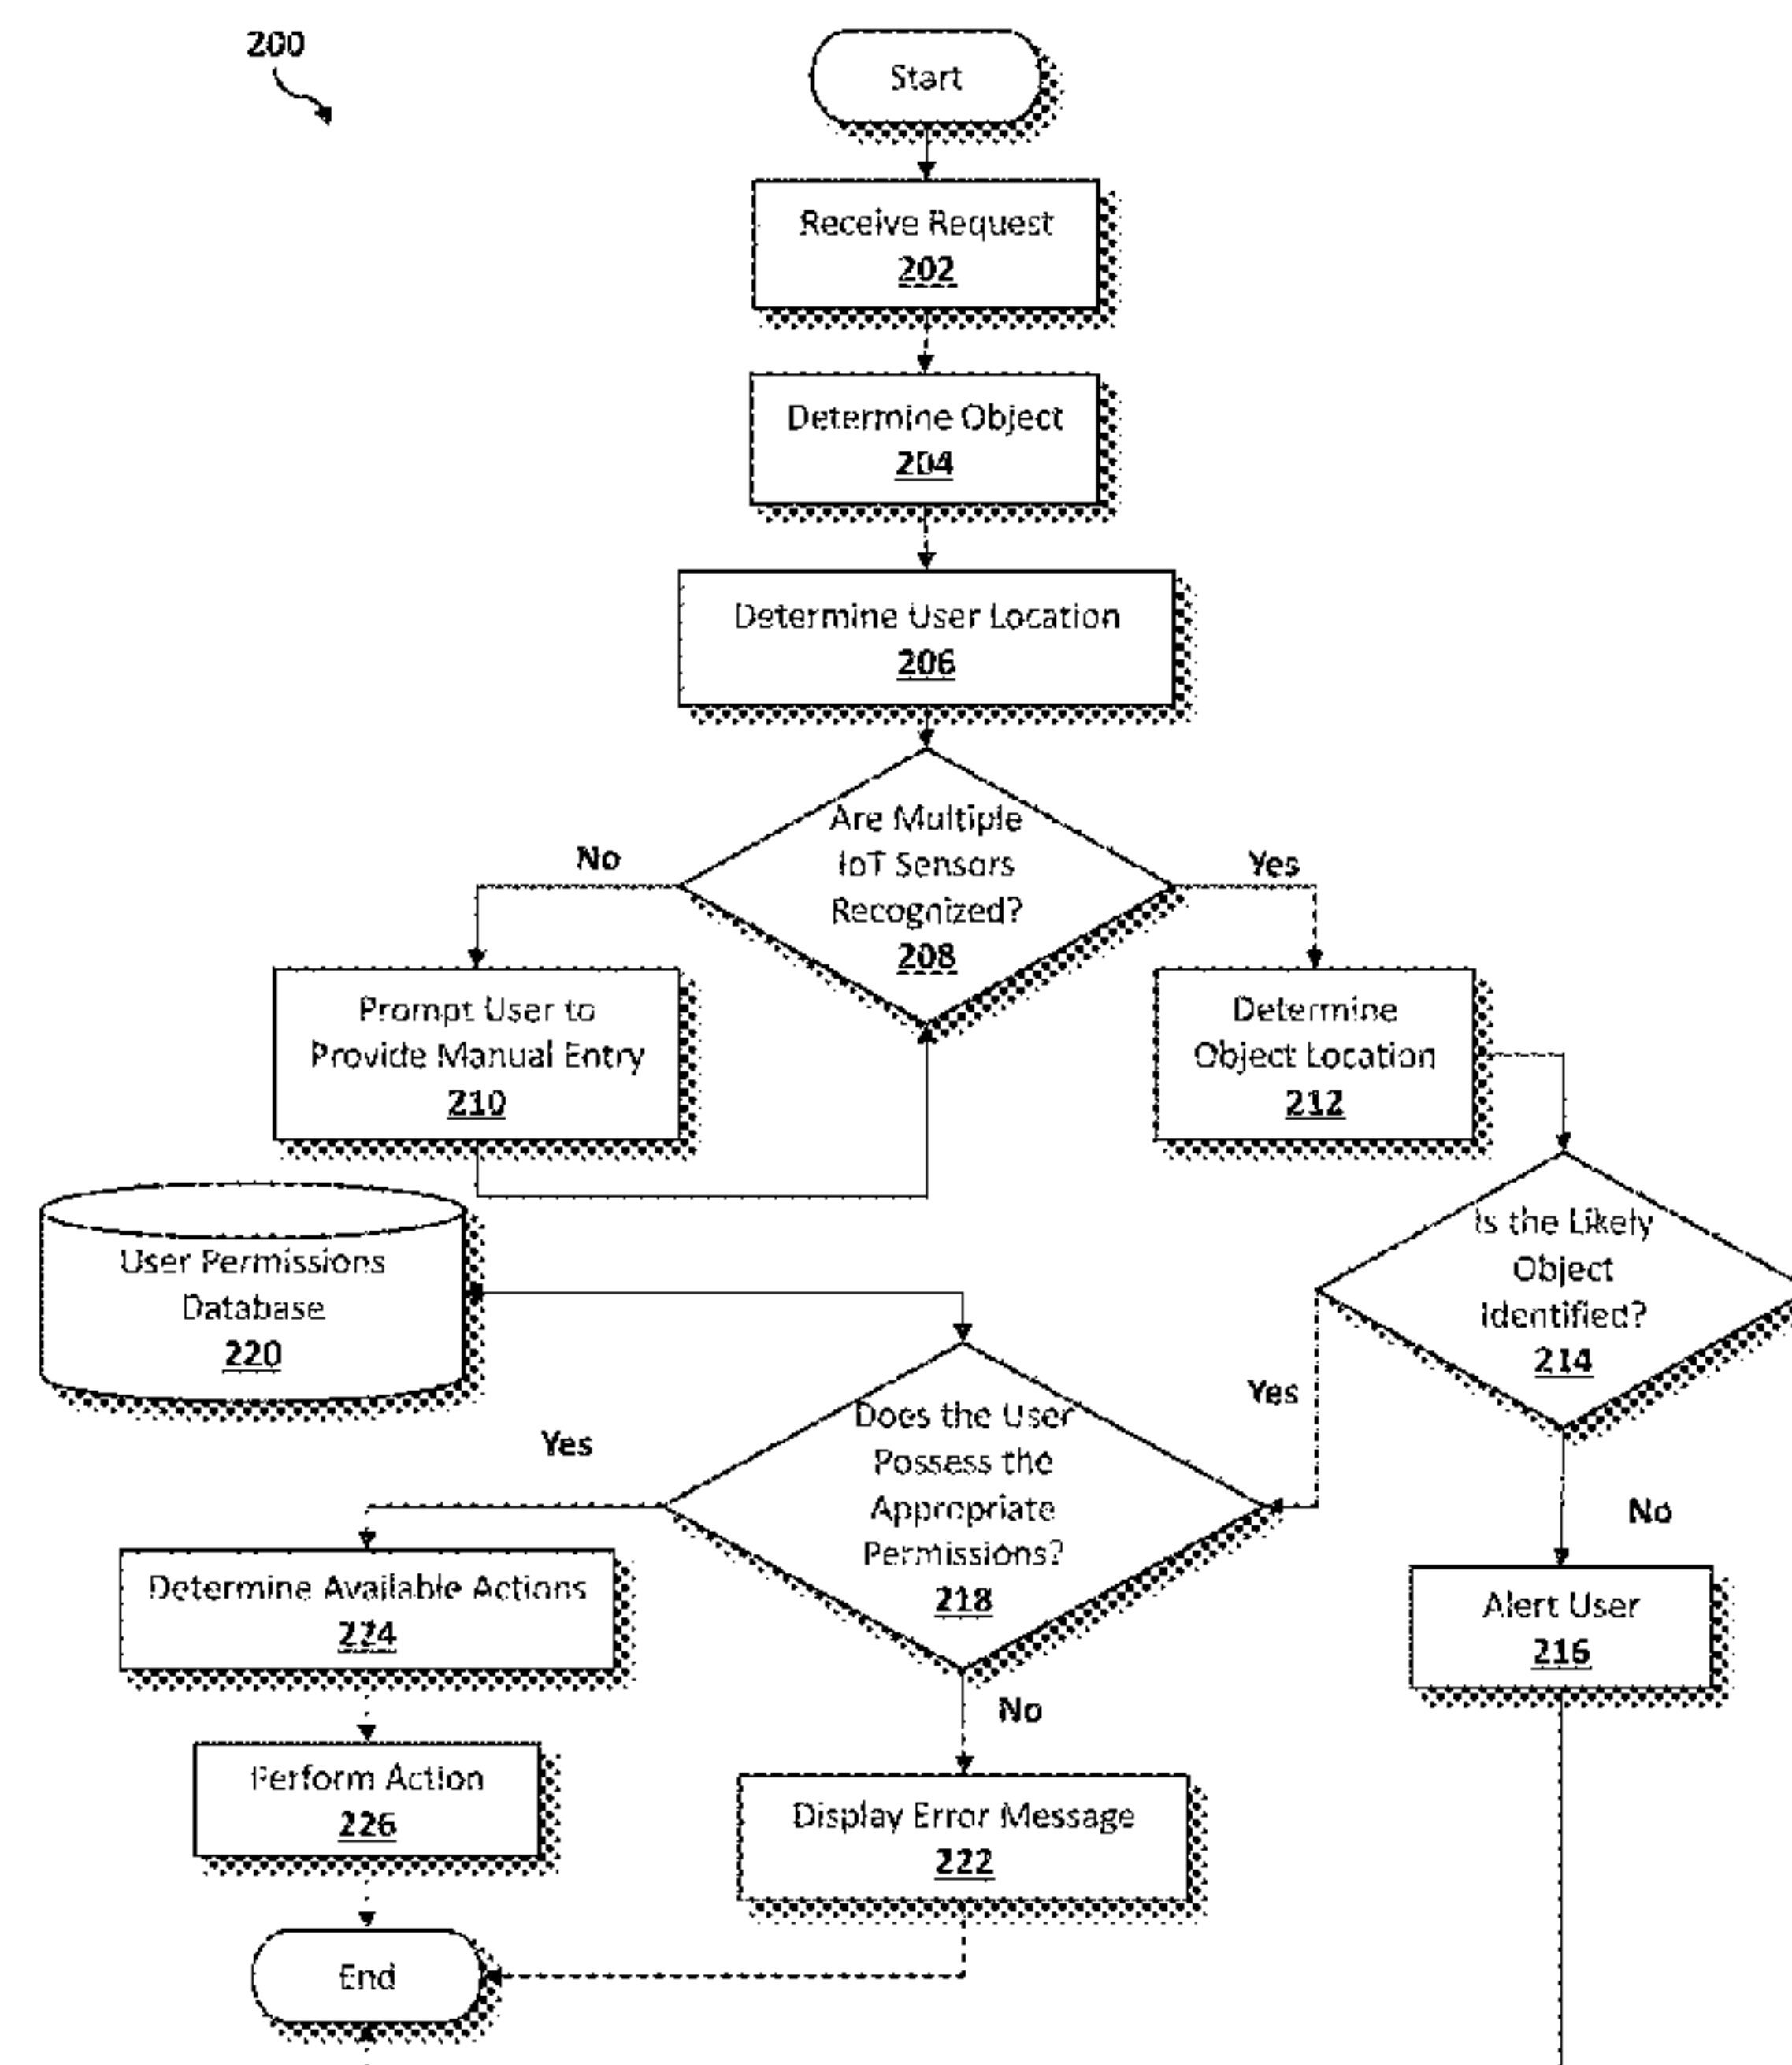 200
Start
Receive Request
202
Determine Object
204
Determine User Location
206
Are Multiple
IoT Sensors
Recognized?
208
No
Yes
Prompt User to
Provide Manual Entry
210
Determine
Object Location
212
Is the Likely
Object
Identified?
214
User Permissions
Database
220
Yes
No
Does the User
Possess the
Appropriate
Permissions?
218
Yes
No
Alert User
216
Determine Available Actions
224
Perform Action
226
Display Error Message
222
End